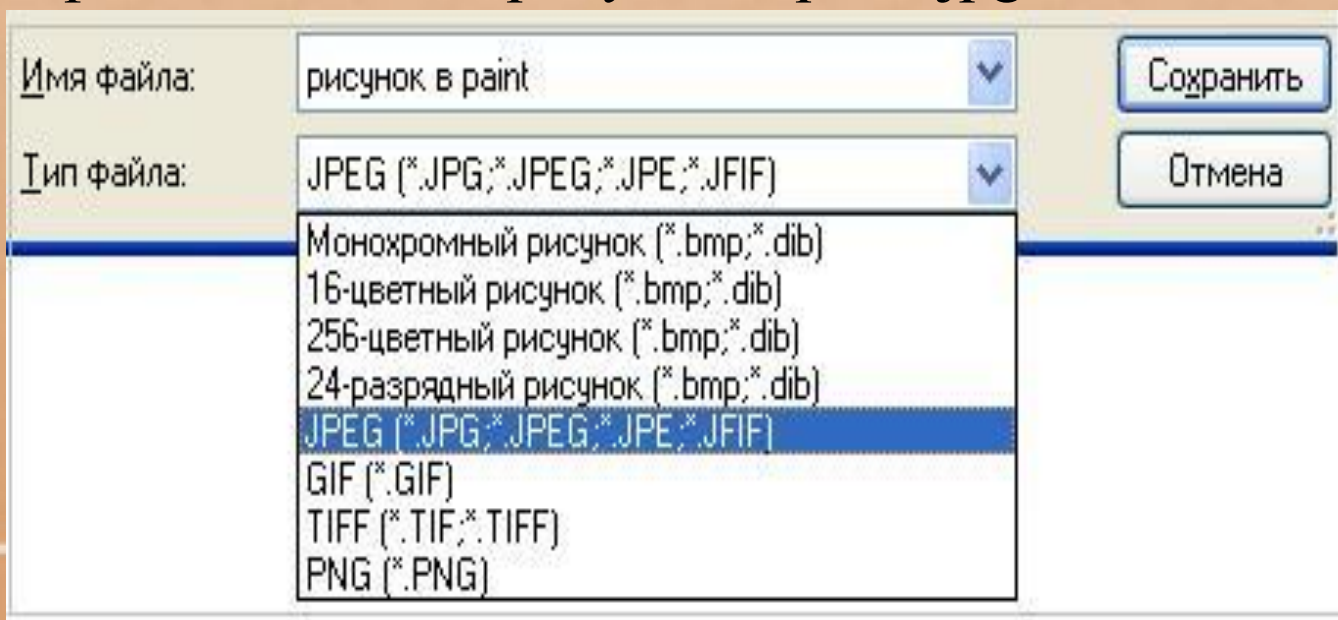 Имя файла: рисунок в paint Сохранить
Тип файла: JPEG (*.JPG;*.JPEG;*.JPE;*.JFIF) Отмена
Монохромный рисунок (*.bmp;*.dib)
16-цветный рисунок (*.bmp;*.dib)
256-цветный рисунок (*.bmp;*.dib)
24-разрядный рисунок (*.bmp;*.dib)
JPEG (*.JPG;*.JPEG;*.JPE;*.JFIF)
GIF (*.GIF)
TIFF (*.TIF;*.TIFF)
PNG (*.PNG)